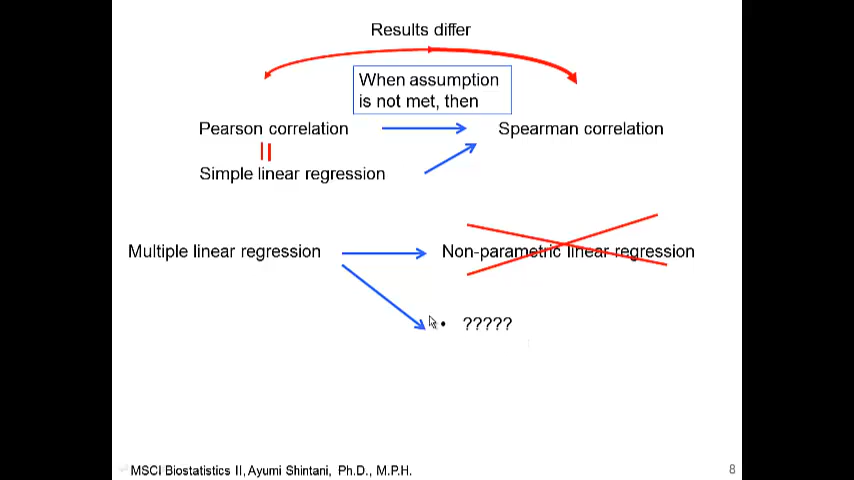 Results differ
When assumption
is not met, then
Pearson correlation
Spearman correlation
Simple linear regression
Multiple linear regression
Non-parametric linear regression
• ?????
MSCI Biostatistics II, Ayumi Shintani, Ph.D., M.P.H.
8